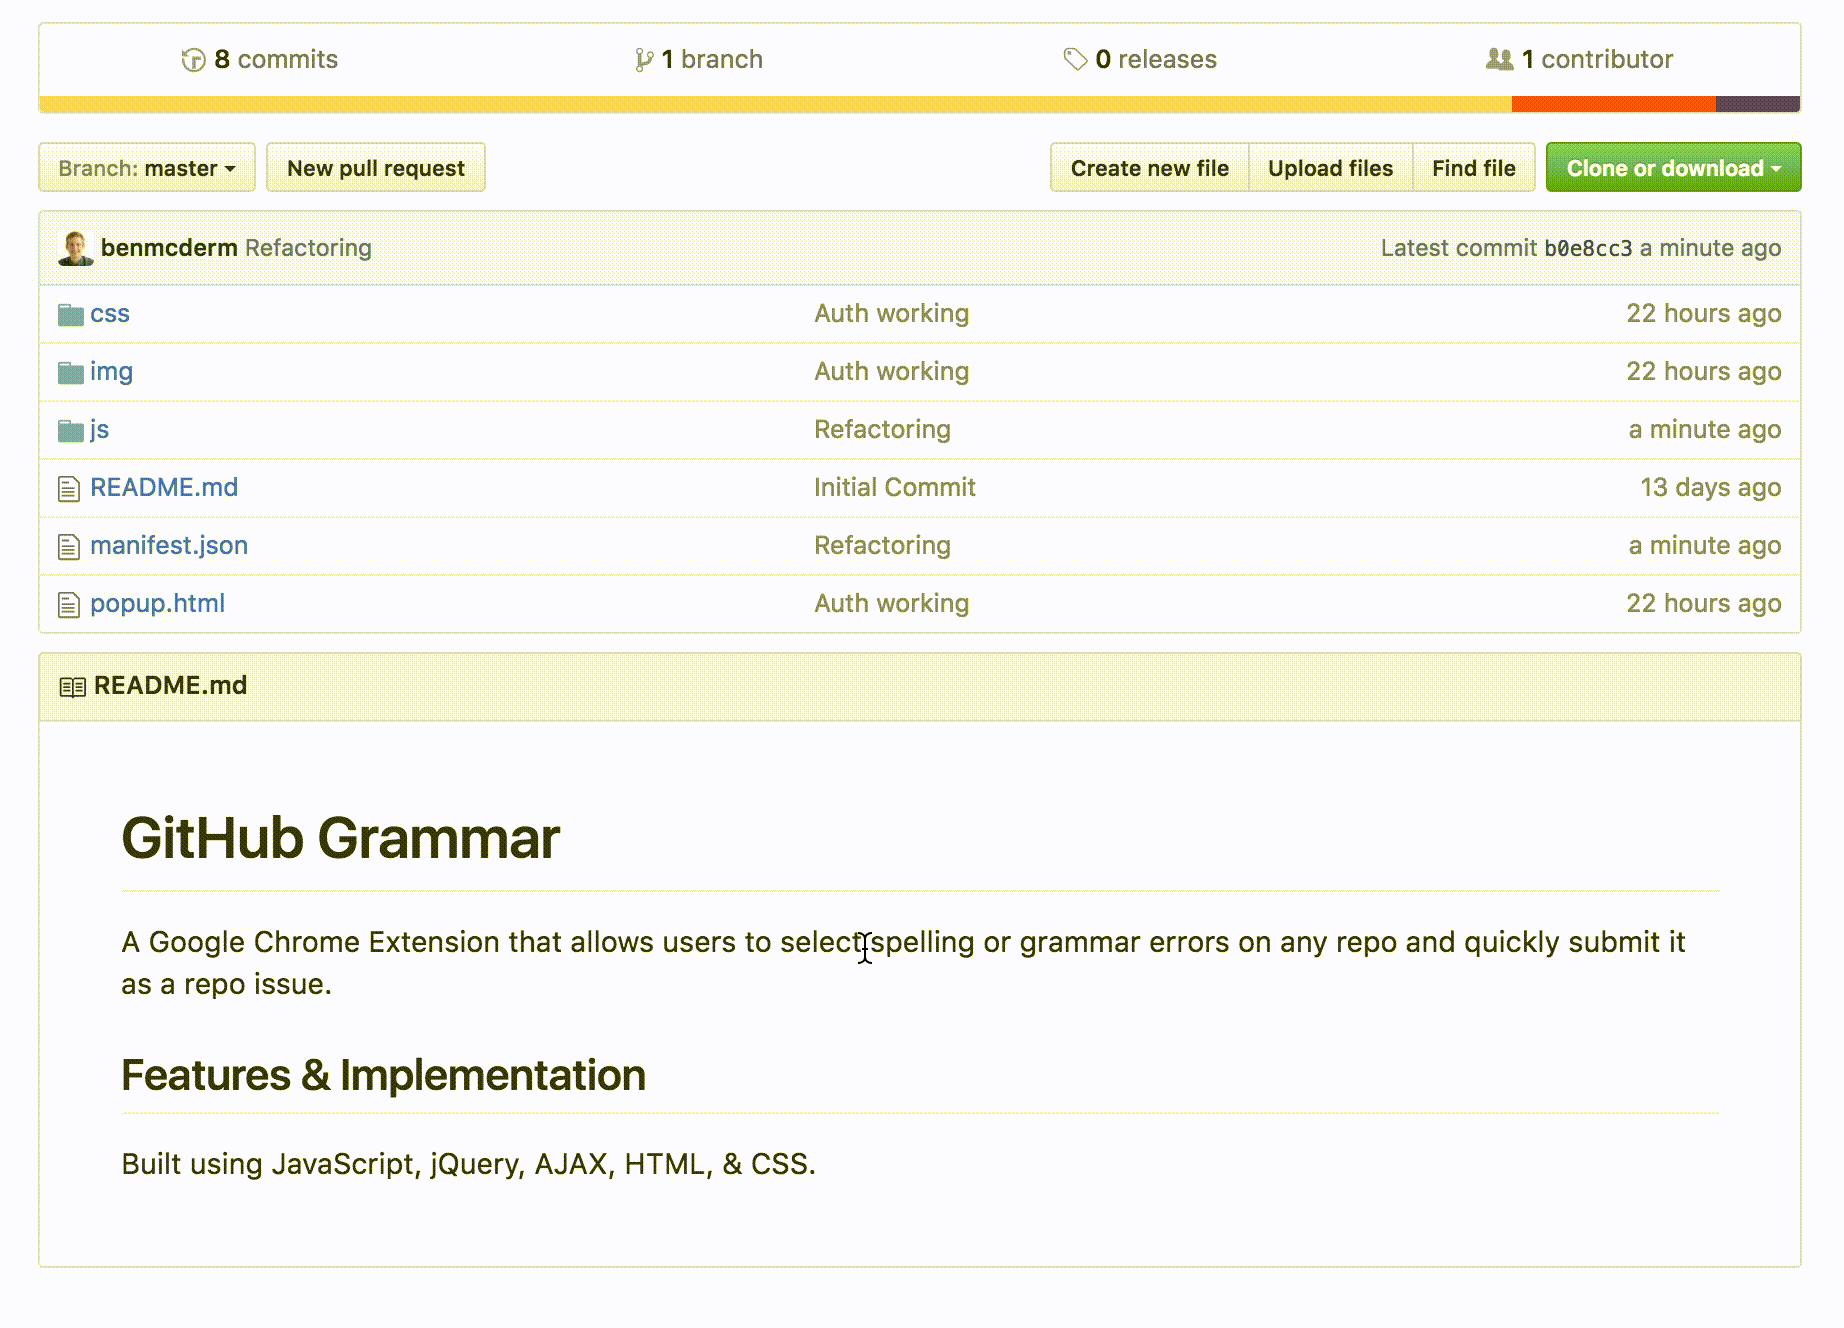 8 commits 1 branch 0 releases 1 contributor
Branch: master New pull request Create new file Upload files Find file Clone or download
benmcderm Refactoring Latest commit b0e8cc3 a minute ago
css Auth working 22 hours ago
img Auth working 22 hours ago
js Refactoring a minute ago
README.md Initial Commit 13 days ago
manifest.json Refactoring a minute ago
popup.html Auth working 22 hours ago
README.md
GitHub Grammar
A Google Chrome Extension that allows users to select spelling or grammar errors on any repo and quickly submit it
as a repo issue.
Features & Implementation
Built using JavaScript, jQuery, AJAX, HTML, & CSS.